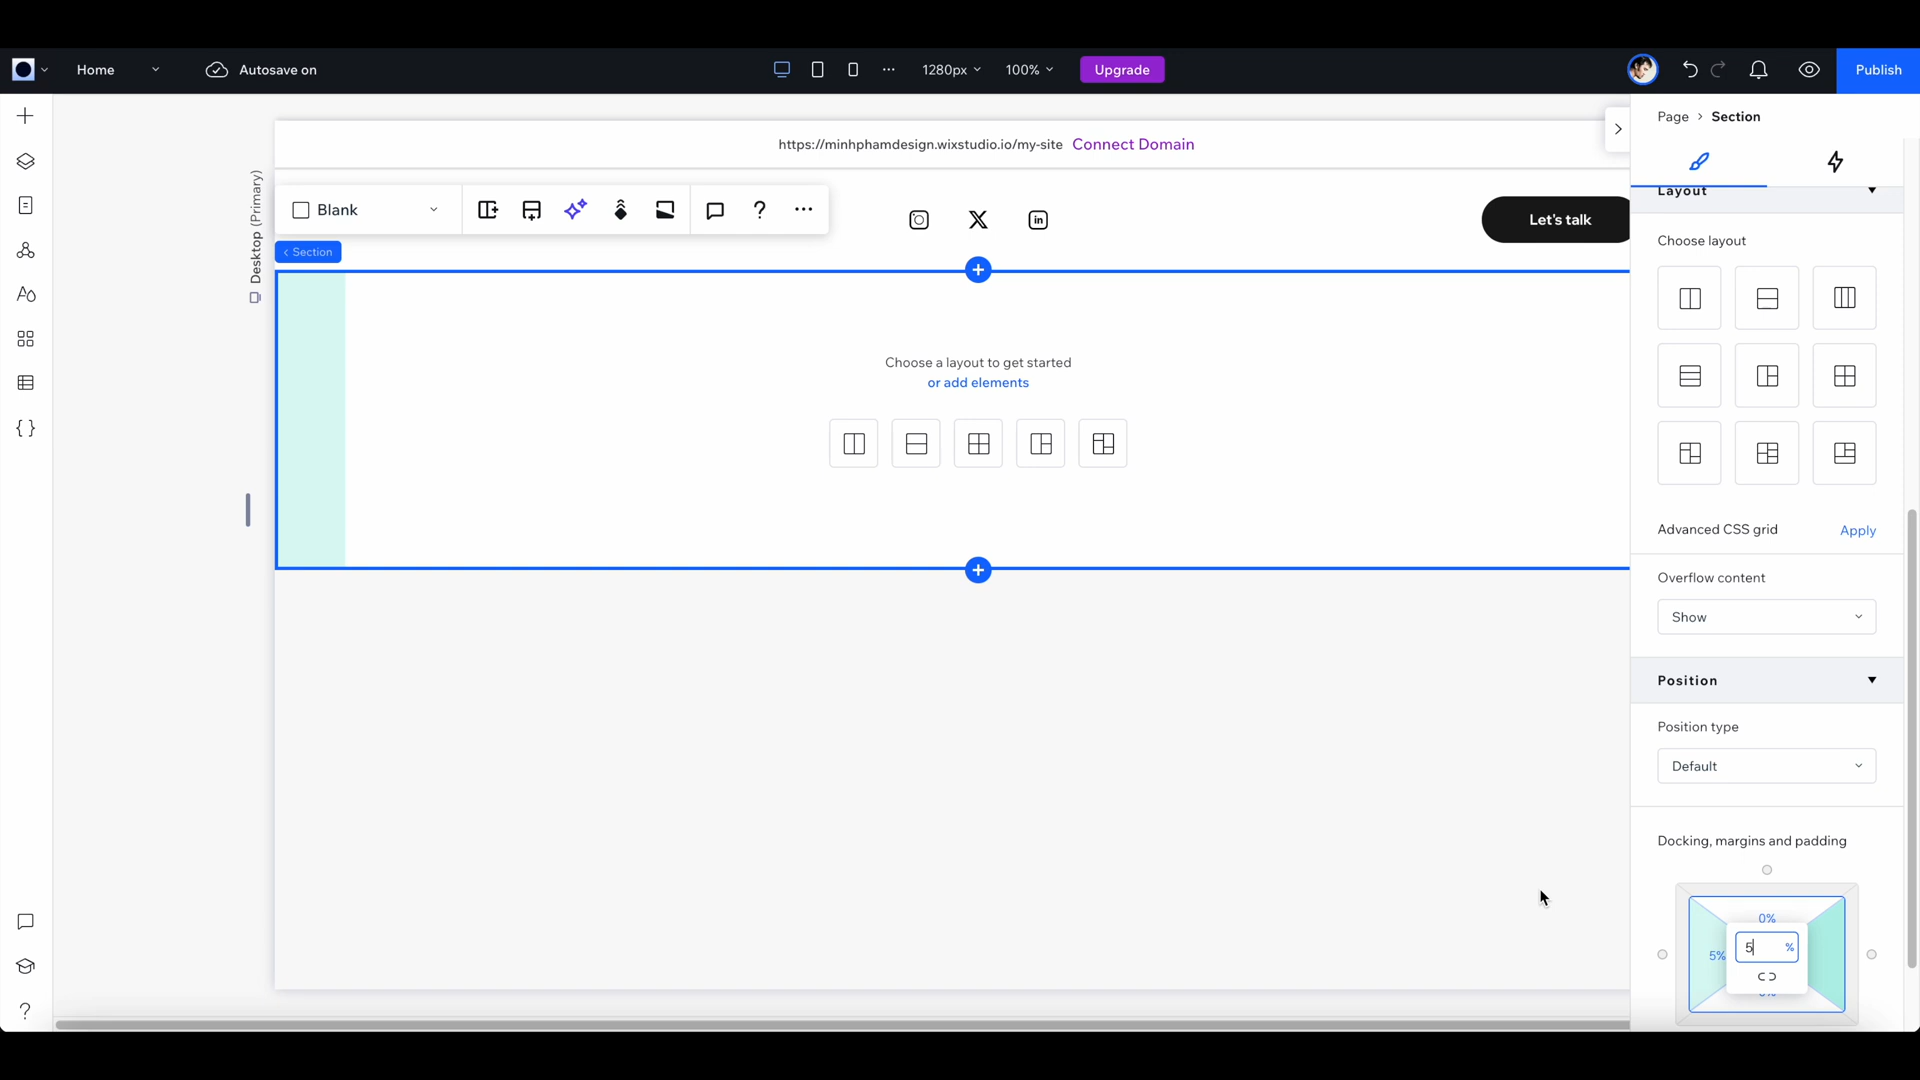 Home
Autosave on
1280px
100%
Upgrade
Publish
https://minhphamdesign.wixstudio.io/my-site Connect Domain
Page > Section
Desktop (Primary)
Blank
?
Let's talk
< Section
Layout
Choose layout
Choose a layout to get started
or add elements
Advanced CSS grid
Apply
Overflow content
Show
Position
Position type
Default
Docking, margins and padding
0%
5%
5 %
0%
?